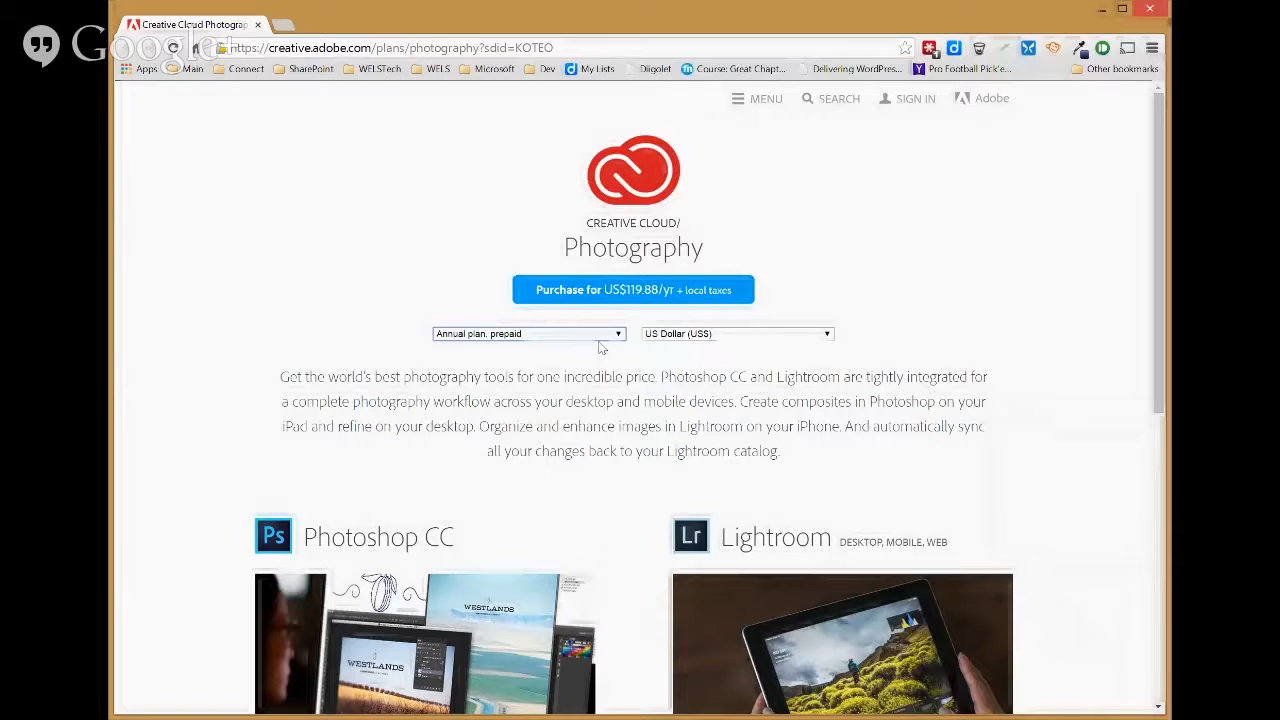 Creative Cloud Photograp
Google
https://creative.adobe.com/plans/photography?sdid=KOTEO
Apps Main Connect SharePoint WELSTech WELS Microsoft My Lists Diigolet Course: Great Chapt... Delivering WordPress... Pro Football Pick'e... Other bookmarks
MENU SEARCH SIGN IN Adobe
CREATIVE CLOUD/
Photography
Purchase for US$119.88/yr + local taxes
Annual plan, prepaid US Dollar (US$)
Get the world's best photography tools for one incredible price. Photoshop CC and Lightroom are tightly integrated for
a complete photography workflow across your desktop and mobile devices. Create composites in Photoshop on your
iPad and refine on your desktop. Organize and enhance images in Lightroom on your iPhone. And automatically sync
all your changes back to your Lightroom catalog.
Ps Photoshop CC Lr Lightroom DESKTOP, MOBILE, WEB
WESTLANDS
WESTLANDS